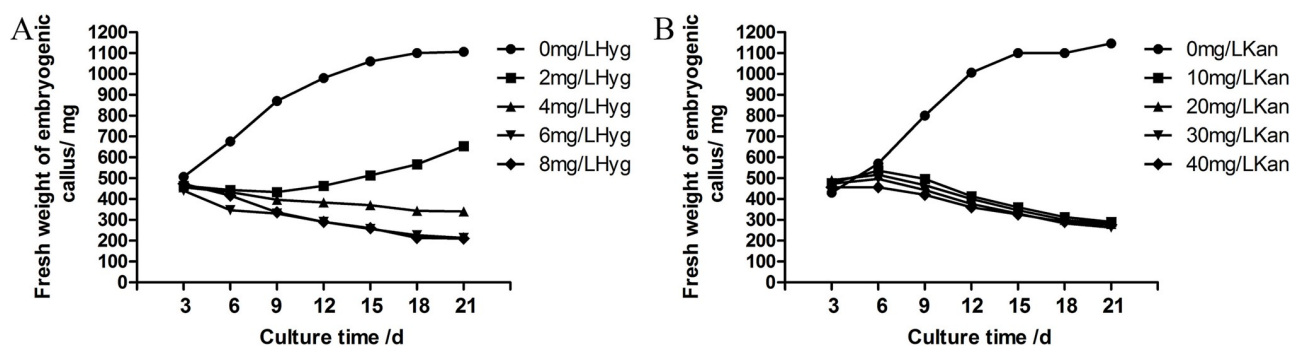 A
Fresh weight of embryogenic
callus/ mg
1200
1100
1000
900
800
700
600
500
400
300
200
100
0
3 6 9 12 15 18 21
Culture time /d
0mg/LHyg
2mg/LHyg
4mg/LHyg
6mg/LHyg
8mg/LHyg
B
Fresh weight of embryogenic
callus/ mg
1200
1100
1000
900
800
700
600
500
400
300
200
100
0
3 6 9 12 15 18 21
Culture time /d
0mg/LKan
10mg/LKan
20mg/LKan
30mg/LKan
40mg/LKan